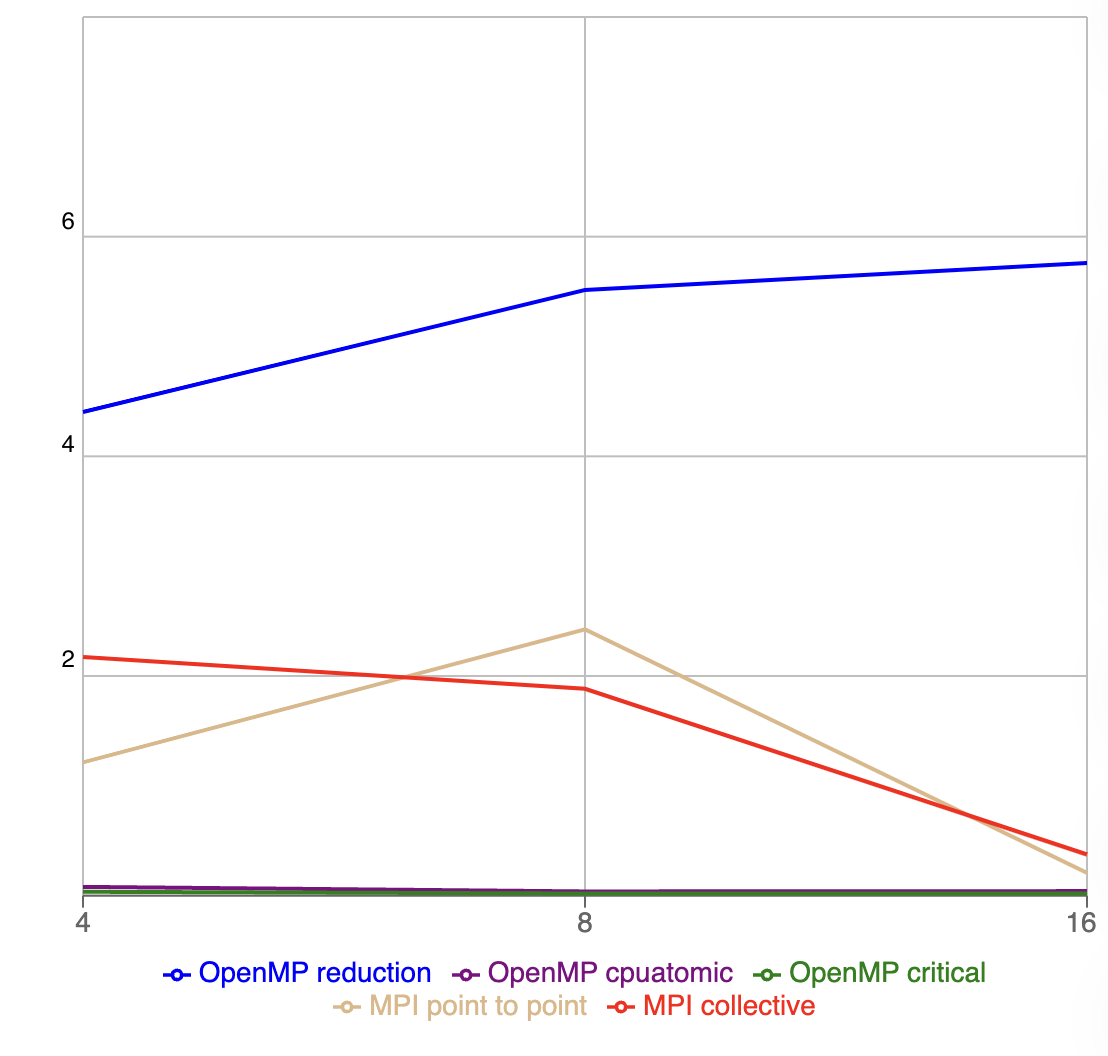 6
4
2
4 8 16
OpenMP reduction OpenMP cpuatomic OpenMP critical
MPI point to point MPI collective